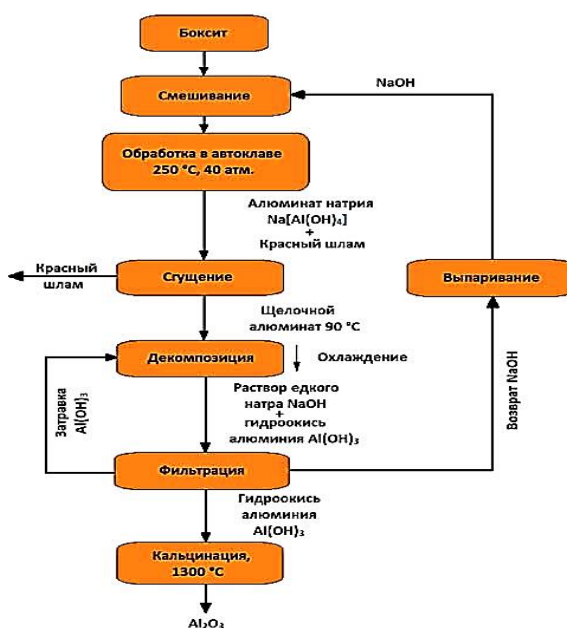 Боксит
NaOH
Смешивание
Обработка в автоклаве
250 °C, 40 атм.
Алюминат натрия
Na[Al(OH)₄]
+
Красный шлам
Красный
шлам
Сгущение
Выпаривание
Щелочной
алюминат 90 °C
Декомпозиция
Охлаждение
Затравка
Al(OH)₃
Раствор едкого
натра NaOH
+
гидроокись
алюминия Al(OH)₃
Возврат NaOH
Фильтрация
Гидроокись
алюминия
Al(OH)₃
Кальцинация,
1300 °C
Al₂O₃